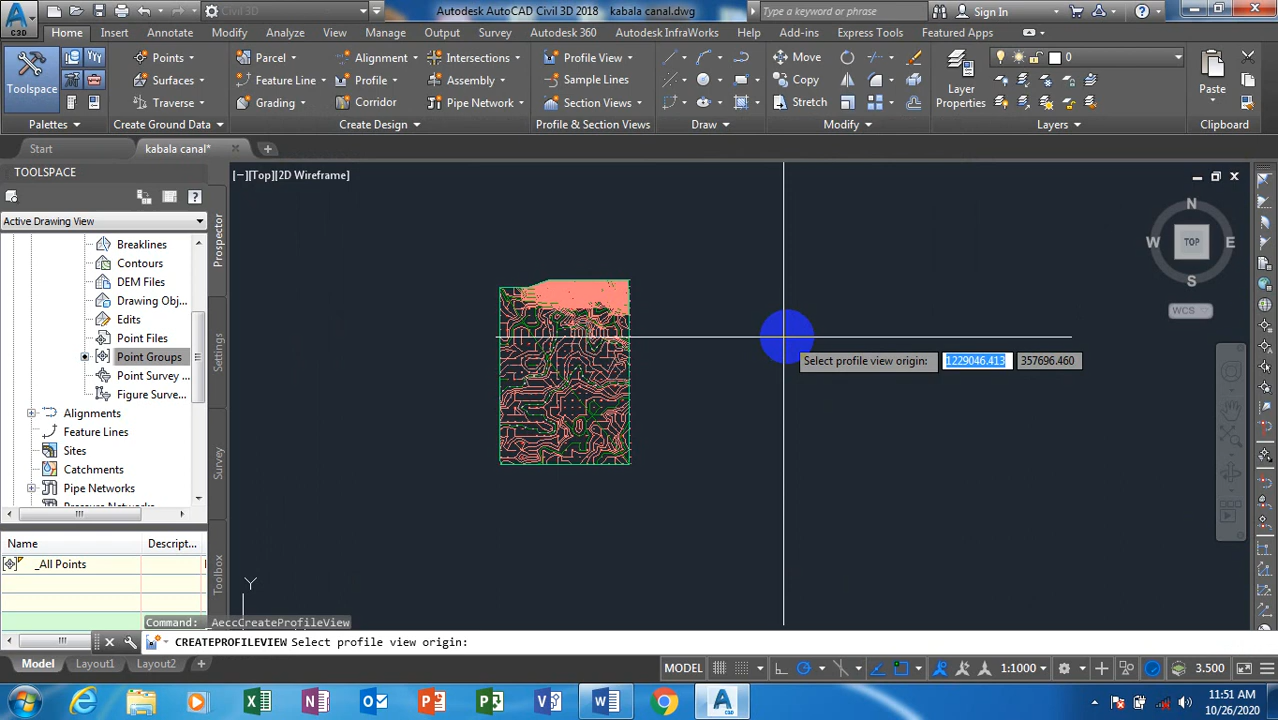 A
C3D
Civil 3D
Autodesk AutoCAD Civil 3D 2018 kabala canal.dwg
Type a keyword or phrase
Sign In
Home Insert Annotate Modify Analyze View Manage Output Survey Autodesk 360 Autodesk InfraWorks Help Add-ins Express Tools Featured Apps
Toolspace
Points
Surfaces
Traverse
Parcel
Feature Line
Grading
Alignment
Profile
Corridor
Intersections
Assembly
Pipe Network
Profile View
Sample Lines
Section Views
Move
Copy
Stretch
Layer
Properties
0
Paste
Palettes Create Ground Data Create Design Profile & Section Views Draw Modify Layers Clipboard
Start kabala canal*
TOOLSPACE
Active Drawing View
Breaklines
Contours
DEM Files
Drawing Obj...
Edits
Point Files
Point Groups
Point Survey ...
Figure Surve...
Alignments
Feature Lines
Sites
Catchments
Pipe Networks
Prospector
Settings
Survey
Toolbox
Name Descript...
_All Points
[−][Top][2D Wireframe]
N
W TOP E
S
WCS
Select profile view origin: 1229046.413 357696.460
Y
Command: _AeccCreateProfileView
CREATEPROFILEVIEW Select profile view origin:
Model Layout1 Layout2 +
MODEL 1:1000 3.500
11:51 AM
10/26/2020